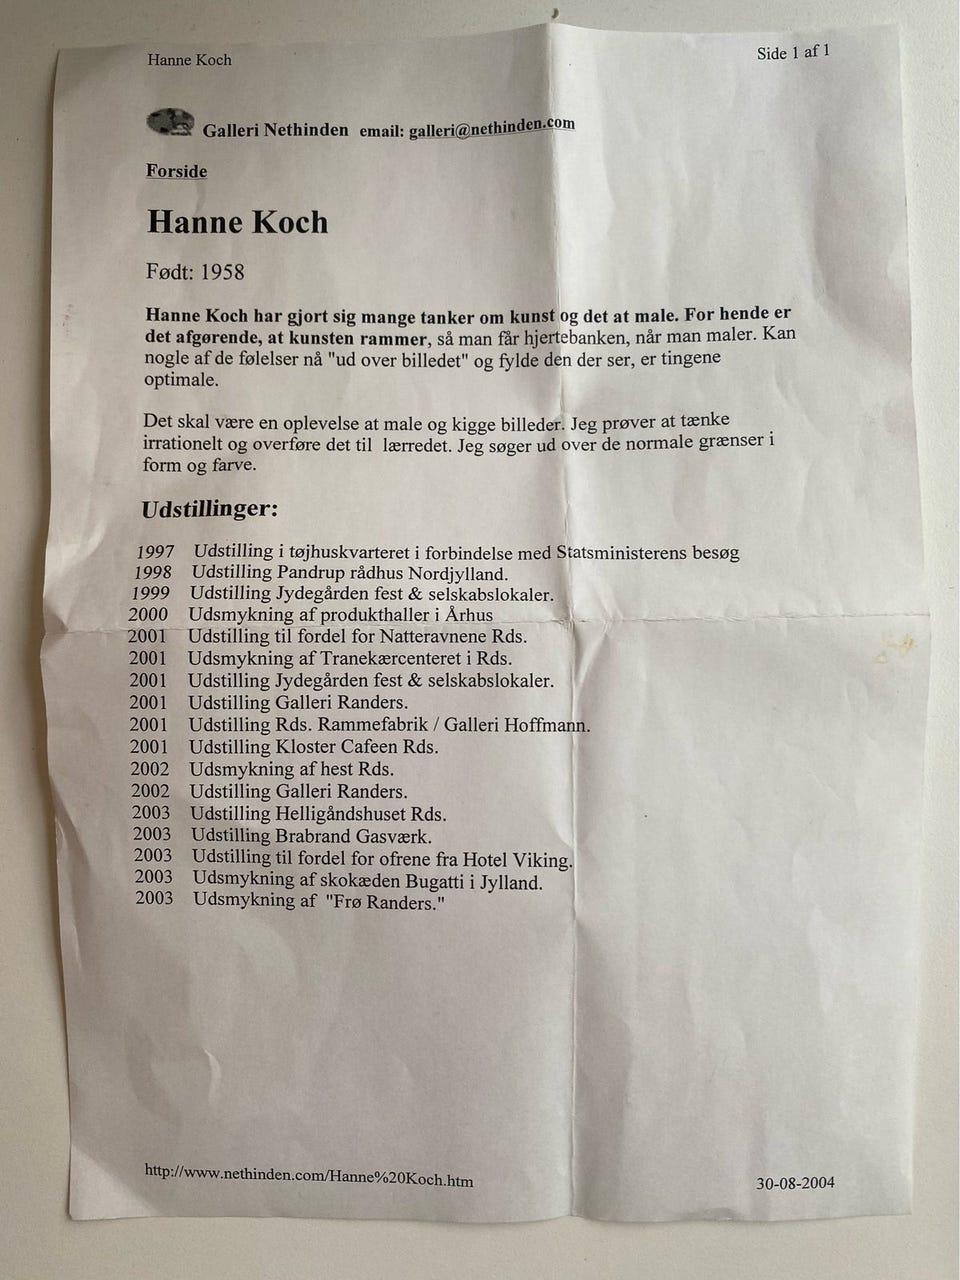 Hanne Koch
Side 1 af 1
Galleri Nethinden email: galleri@nethinden.com
Forside
Hanne Koch
Født: 1958
Hanne Koch har gjort sig mange tanker om kunst og det at male. For hende er
det afgørende, at kunsten rammer, så man får hjertebanken, når man maler. Kan
nogle af de følelser nå "ud over billedet" og fylde den der ser, er tingene
optimale.
Det skal være en oplevelse at male og kigge billeder. Jeg prøver at tænke
irrationelt og overføre det til lærredet. Jeg søger ud over de normale grænser i
form og farve.
Udstillinger:
1997 Udstilling i tøjhuskvarteret i forbindelse med Statsministerens besøg
1998 Udstilling Pandrup rådhus Nordjylland.
1999 Udstilling Jydegården fest & selskabslokaler.
2000 Udsmykning af produkthaller i Århus
2001 Udstilling til fordel for Natteravnene Rds.
2001 Udsmykning af Tranekærcenteret i Rds.
2001 Udstilling Jydegården fest & selskabslokaler.
2001 Udstilling Galleri Randers.
2001 Udstilling Rds. Rammefabrik / Galleri Hoffmann.
2001 Udstilling Kloster Cafeen Rds.
2002 Udsmykning af hest Rds.
2002 Udstilling Galleri Randers.
2003 Udstilling Helligåndshuset Rds.
2003 Udstilling Brabrand Gasværk.
2003 Udstilling til fordel for ofrene fra Hotel Viking.
2003 Udsmykning af skokæden Bugatti i Jylland.
2003 Udsmykning af "Frø Randers."
http://www.nethinden.com/Hanne%20Koch.htm
30-08-2004